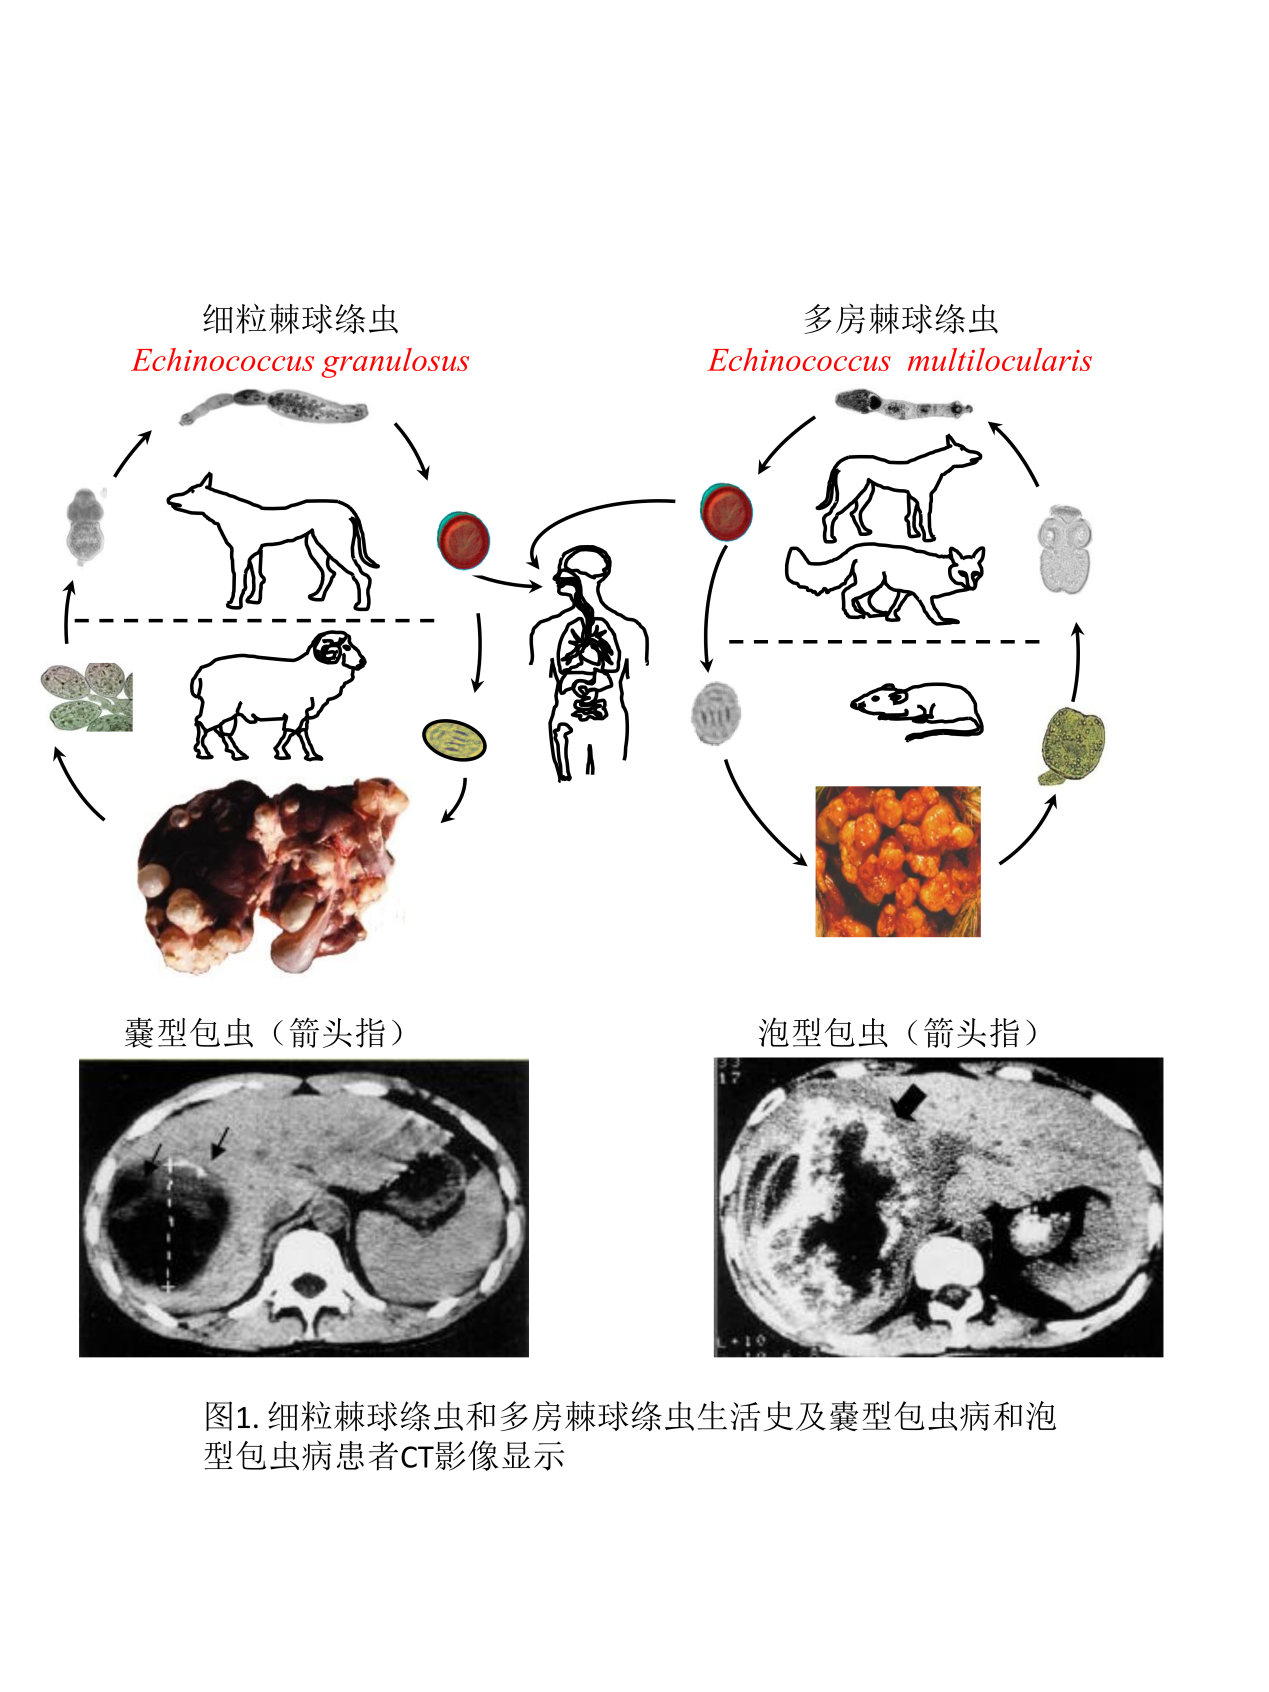 细粒棘球绦虫
Echinococcus granulosus
多房棘球绦虫
Echinococcus multilocularis
囊型包虫（箭头指）
泡型包虫（箭头指）
33
17
L+10
图1. 细粒棘球绦虫和多房棘球绦虫生活史及囊型包虫病和泡
型包虫病患者CT影像显示